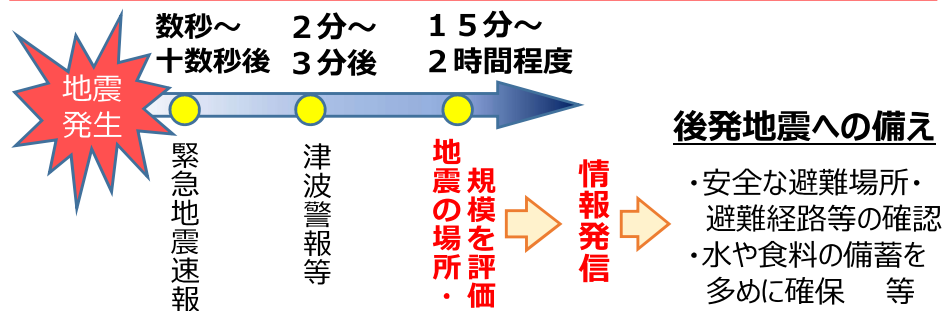 地震
発生
数秒～
十数秒後
２分～
３分後
１５分～
２時間程度
緊急地震速報
津波警報等
地震の場所・
規模を評価
情報発信
後発地震への備え
・安全な避難場所・
避難経路等の確認
・水や食料の備蓄を
多めに確保　等